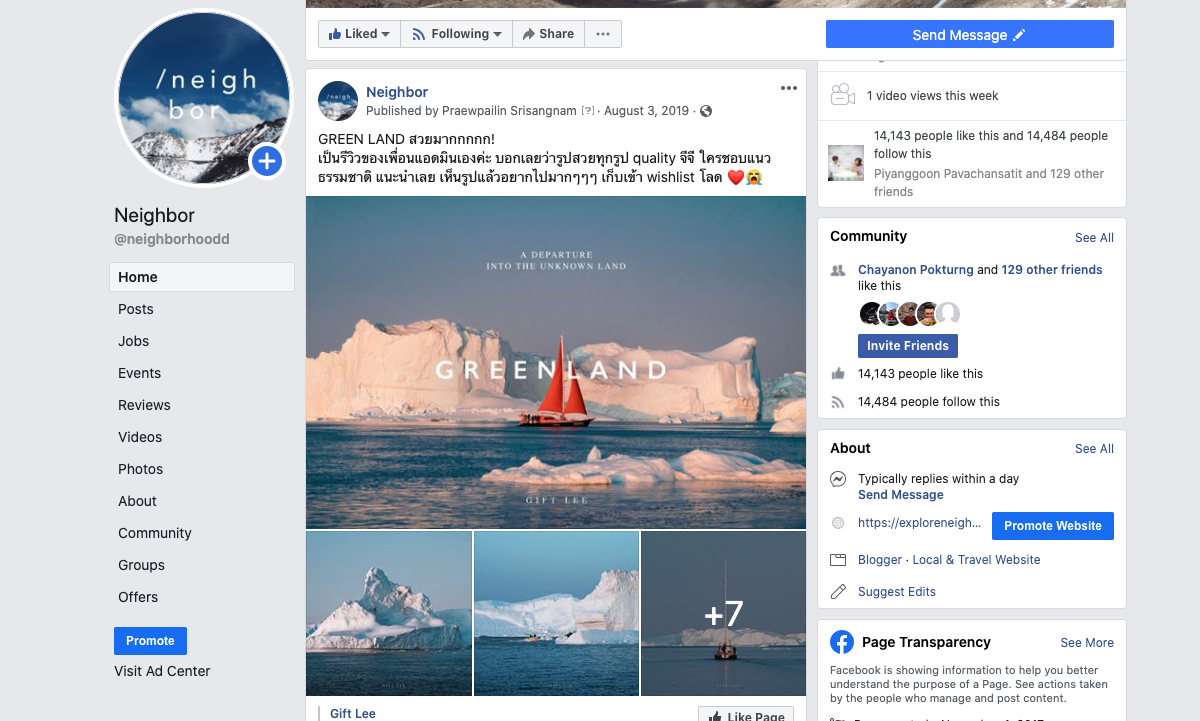 /neigh
bor
Neighbor
@neighborhoodd
Home
Posts
Jobs
Events
Reviews
Videos
Photos
About
Community
Groups
Offers
Promote
Visit Ad Center
Liked
Following
Share
Send Message
Neighbor
Published by Praewpailin Srisangnam [?] · August 3, 2019 ·
GREEN LAND สวยมากกกกก!
เป็นรีวิวของเพื่อนแอดมินเองค่ะ บอกเลยว่ารูปสวยทุกรูป quality จีจี ใครชอบแนว
ธรรมชาติ แนะนำเลย เห็นรูปแล้วอยากไปมากๆๆๆ เก็บเข้า wishlist โลด ❤️😭
A DEPARTURE
INTO THE UNKNOWN LAND
GREENLAND
GIFT LEE
+7
Gift Lee
Like Page
1 video views this week
14,143 people like this and 14,484 people
follow this
Piyanggoon Pavachansatit and 129 other
friends
Community
See All
Chayanon Pokturng and 129 other friends
like this
Invite Friends
14,143 people like this
14,484 people follow this
About
See All
Typically replies within a day
Send Message
https://exploreneigh...
Promote Website
Blogger · Local & Travel Website
Suggest Edits
Page Transparency
See More
Facebook is showing information to help you better
understand the purpose of a Page. See actions taken
by the people who manage and post content.